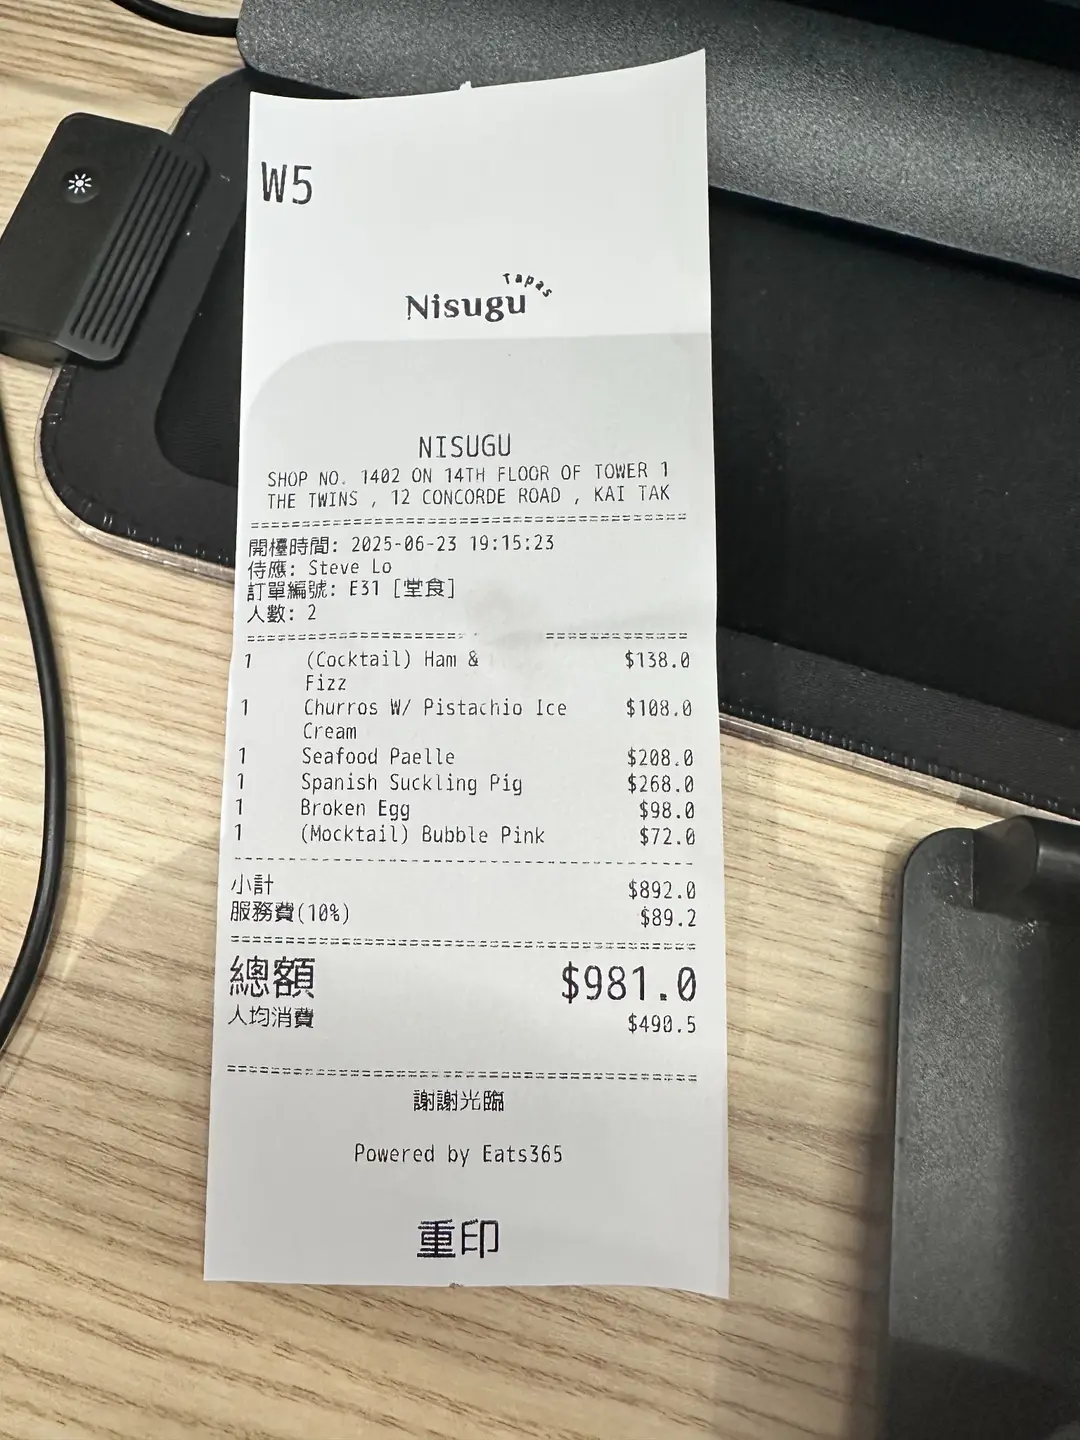 W5
Tapas
Nisugu
NISUGU
SHOP NO. 1402 ON 14TH FLOOR OF TOWER 1
THE TWINS , 12 CONCORDE ROAD , KAI TAK
開檯時間: 2025-06-23 19:15:23
侍應: Steve Lo
訂單編號: E31 [堂食]
人數: 2
1 (Cocktail) Ham & $138.0
Fizz
1 Churros W/ Pistachio Ice $108.0
Cream
1 Seafood Paelle $208.0
1 Spanish Suckling Pig $268.0
1 Broken Egg $98.0
1 (Mocktail) Bubble Pink $72.0
小計 $892.0
服務費(10%) $89.2
總額 $981.0
人均消費 $490.5
謝謝光臨
Powered by Eats365
重印